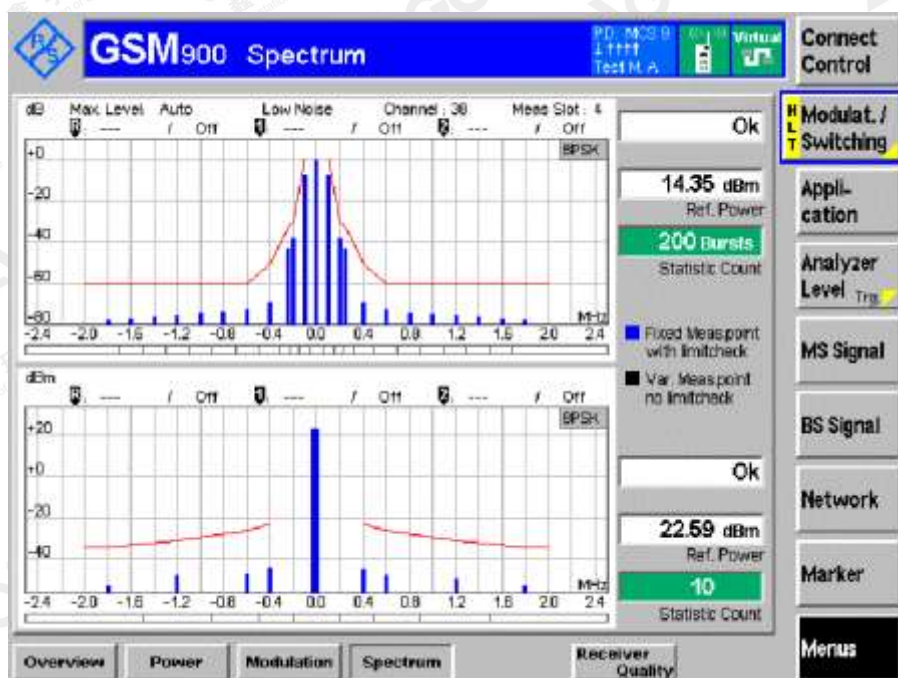 R/S
GSM900 Spectrum
PD: MCS 9
Test M. A
Virtual
Connect Control
dB Max. Level Auto Low Noise Channel : 38 Meas Slot : 4
--- / Off 1: --- / Off 2: --- / Off
8PSK
+0
-20
-40
-60
-80
MHz
-2.4 -2.0 -1.6 -1.2 -0.8 -0.4 0.0 0.4 0.8 1.2 1.6 2.0 2.4
Ok
14.35 dBm
Ref. Power
200 Bursts
Statistic Count
Fixed Meas.point
with limitcheck
Var. Meas.point
no limitcheck
dBm
--- / Off 1: --- / Off 2: --- / Off
8PSK
+20
+0
-20
-40
MHz
-2.4 -2.0 -1.6 -1.2 -0.8 -0.4 0.0 0.4 0.8 1.2 1.6 2.0 2.4
Ok
22.59 dBm
Ref. Power
10
Statistic Count
HLT
Modulat. /
Switching
Appli-
cation
Analyzer
Level Trg.
MS Signal
BS Signal
Network
Marker
Menus
Overview Power Modulation Spectrum Receiver Quality